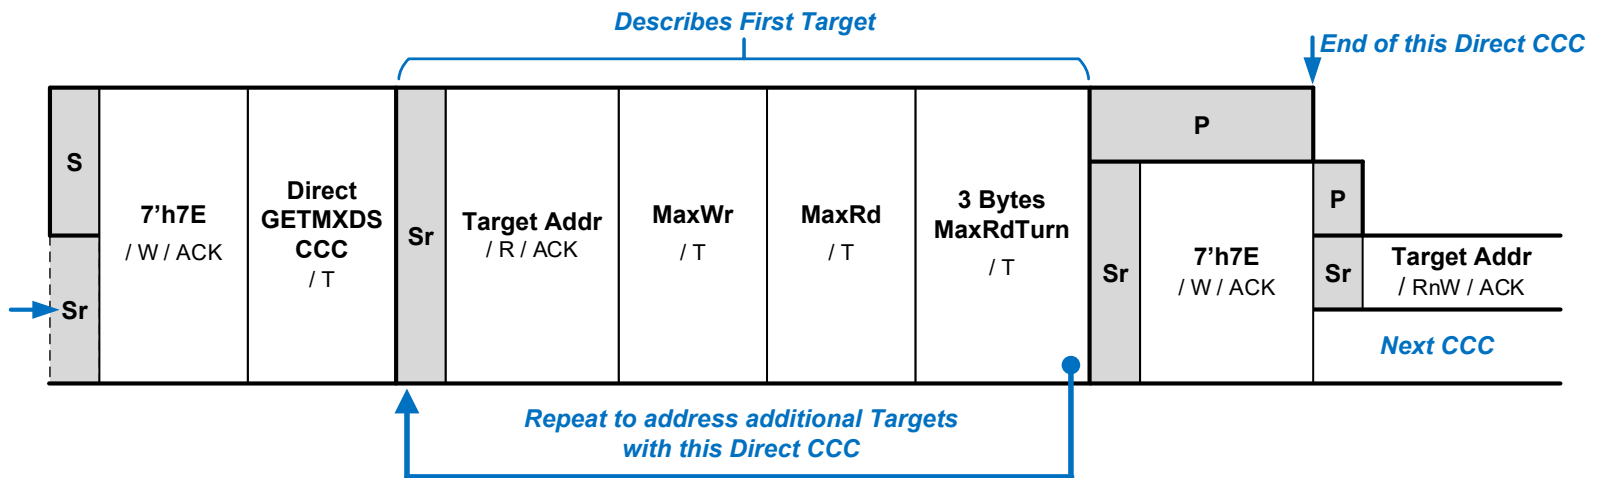 Describes First Target
End of this Direct CCC
S
Sr
7'h7E
/ W / ACK
Direct
GETMXDS
CCC
/ T
Sr
Target Addr
/ R / ACK
MaxWr
/ T
MaxRd
/ T
3 Bytes
MaxRdTurn
/ T
P
Sr
7'h7E
/ W / ACK
P
Sr
Target Addr
/ RnW / ACK
Next CCC
Repeat to address additional Targets
with this Direct CCC